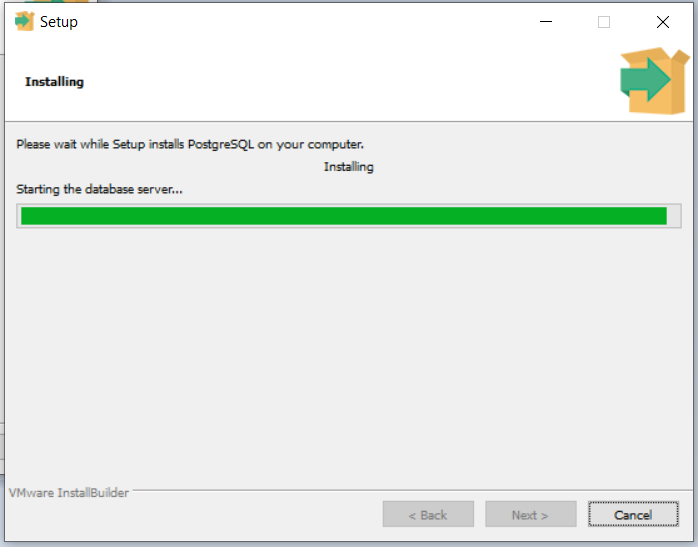 Setup
Installing
Please wait while Setup installs PostgreSQL on your computer.
Installing
Starting the database server...
VMware InstallBuilder
< Back
Next >
Cancel